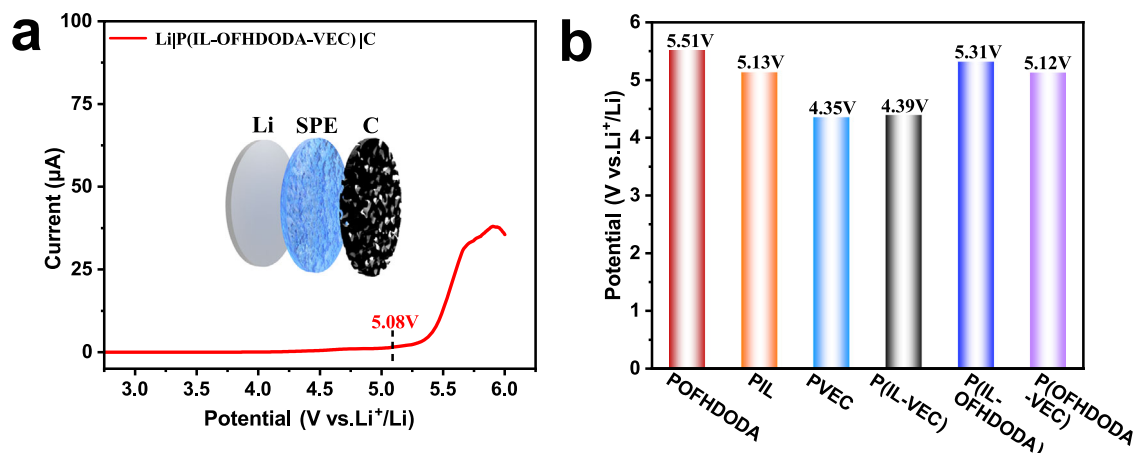 a
Li|P(IL-OFHDODA-VEC)|C
100
75
50
25
0
Current (μA)
Li SPE C
5.08V
3.0 3.5 4.0 4.5 5.0 5.5 6.0
Potential (V vs.Li⁺/Li)
b
6
5
4
3
2
1
0
Potential (V vs.Li⁺/Li)
5.51V
5.13V
4.35V
4.39V
5.31V
5.12V
POFHDODA
PIL
PVEC
P(IL-VEC)
P(IL-
OFHDODA)
P(OFHDODA
-VEC)